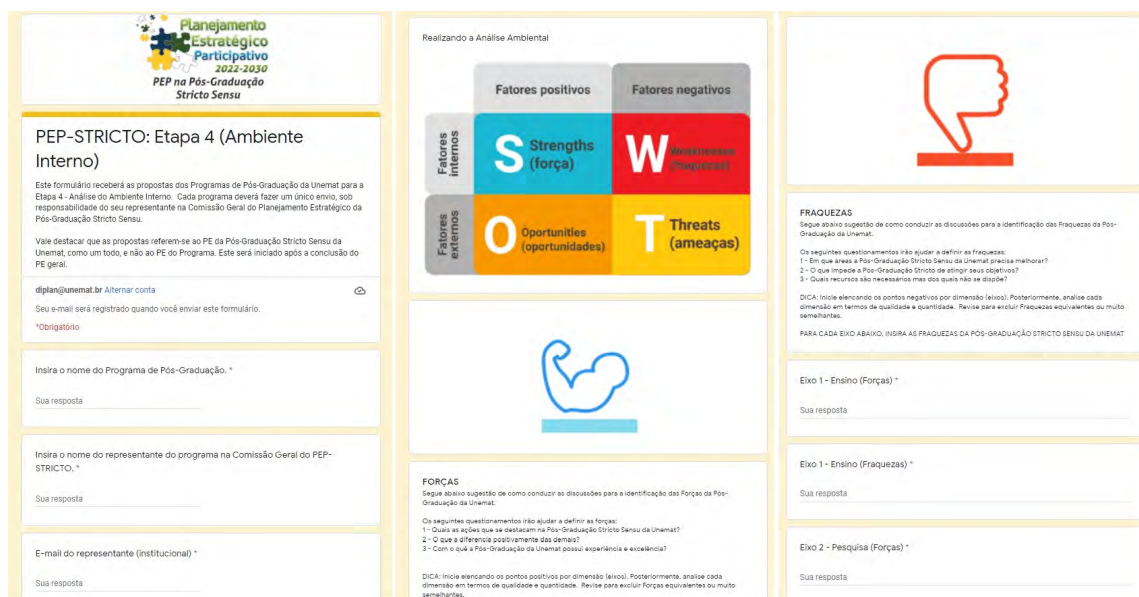 Planejamento
Estratégico
Participativo
2022-2030
PEP na Pós-Graduação
Stricto Sensu
PEP-STRICTO: Etapa 4 (Ambiente
Interno)
Este formulário receberá as propostas dos Programas de Pós-Graduação da Unemat para a
Etapa 4 - Análise do Ambiente Interno. Cada programa deverá fazer um único envio, sob
responsabilidade do seu representante na Comissão Geral do Planejamento Estratégico da
Pós-Graduação Stricto Sensu.
Vale destacar que as propostas referem-se ao PE da Pós-Graduação Stricto Sensu da
Unemat, como um todo, e não ao PE do Programa. Este será iniciado após a conclusão do
PE geral.
diplan@unemat.br Alternar conta
Seu e-mail será registrado quando você enviar este formulário.
*Obrigatório
Insira o nome do Programa de Pós-Graduação. *
Sua resposta
Insira o nome do representante do programa na Comissão Geral do PEP-
STRICTO. *
Sua resposta
E-mail do representante (institucional) *
Sua resposta
Realizando a Análise Ambiental
Fatores positivos
Fatores negativos
Fatores
internos
S Strengths
(força)
W Weaknesses
(fraquezas)
Fatores
externos
O Oportunities
(oportunidades)
T Threats
(ameaças)
FORÇAS
Segue abaixo sugestão de como conduzir as discussões para a identificação das Forças da Pós-
Graduação da Unemat.
Os seguintes questionamentos irão ajudar a definir as forças:
1 - Quais as ações que se destacam na Pós-Graduação Stricto Sensu da Unemat?
2 - O que a diferencia positivamente das demais?
3 - Com o quê a Pós-Graduação da Unemat possui experiência e excelência?
DICA: Inicie elencando os pontos positivos por dimensão (eixos). Posteriormente, analise cada
dimensão em termos de qualidade e quantidade. Revise para excluir Forças equivalentes ou muito
semelhantes.
FRAQUEZAS
Segue abaixo sugestão de como conduzir as discussões para a identificação das Fraquezas da Pós-
Graduação da Unemat.
Os seguintes questionamentos irão ajudar a definir as fraquezas:
1 - Em que áreas a Pós-Graduação Stricto Sensu da Unemat precisa melhorar?
2 - O que impede a Pós-Graduação Stricto de atingir seus objetivos?
3 - Quais recursos são necessários mas dos quais não se dispõe?
DICA: Inicie elencando os pontos negativos por dimensão (eixos). Posteriormente, analise cada
dimensão em termos de qualidade e quantidade. Revise para excluir Fraquezas equivalentes ou muito
semelhantes.
PARA CADA EIXO ABAIXO, INSIRA AS FRAQUEZAS DA PÓS-GRADUAÇÃO STRICTO SENSU DA UNEMAT
Eixo 1 - Ensino (Forças) *
Sua resposta
Eixo 1 - Ensino (Fraquezas) *
Sua resposta
Eixo 2 - Pesquisa (Forças) *
Sua resposta